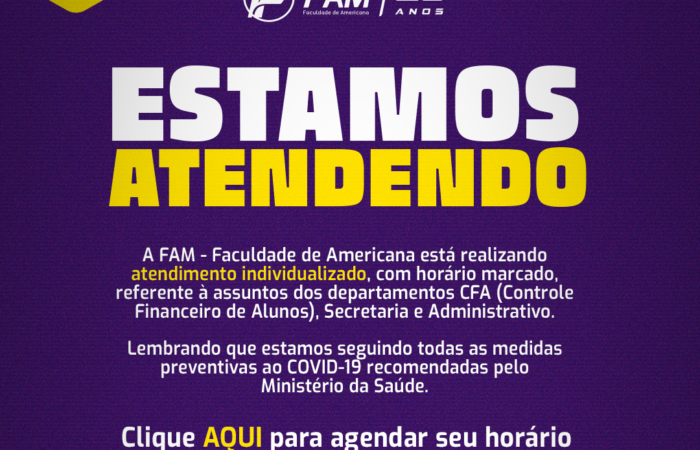 FAM
Faculdade de Americana
ANOS
ESTAMOS
ATENDENDO
A FAM - Faculdade de Americana está realizando
atendimento individualizado, com horário marcado,
referente à assuntos dos departamentos CFA (Controle
Financeiro de Alunos), Secretaria e Administrativo.
Lembrando que estamos seguindo todas as medidas
preventivas ao COVID-19 recomendadas pelo
Ministério da Saúde.
Clique AQUI para agendar seu horário